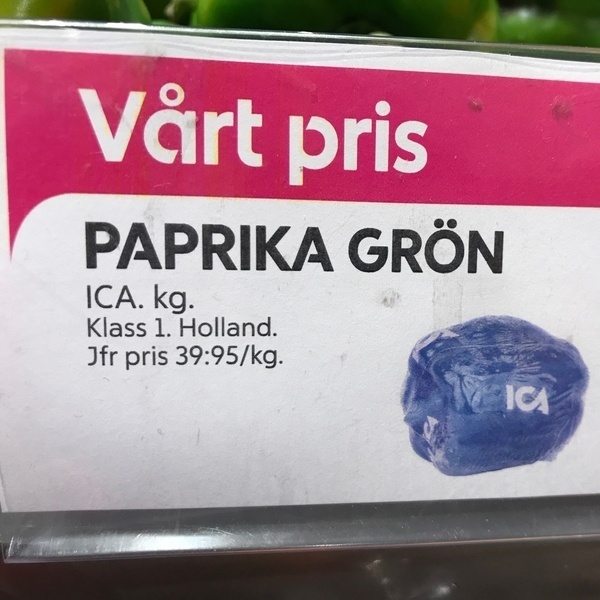 Vårt pris
PAPRIKA GRÖN
ICA. kg.
Klass 1. Holland.
Jfr pris 39:95/kg.
ICA